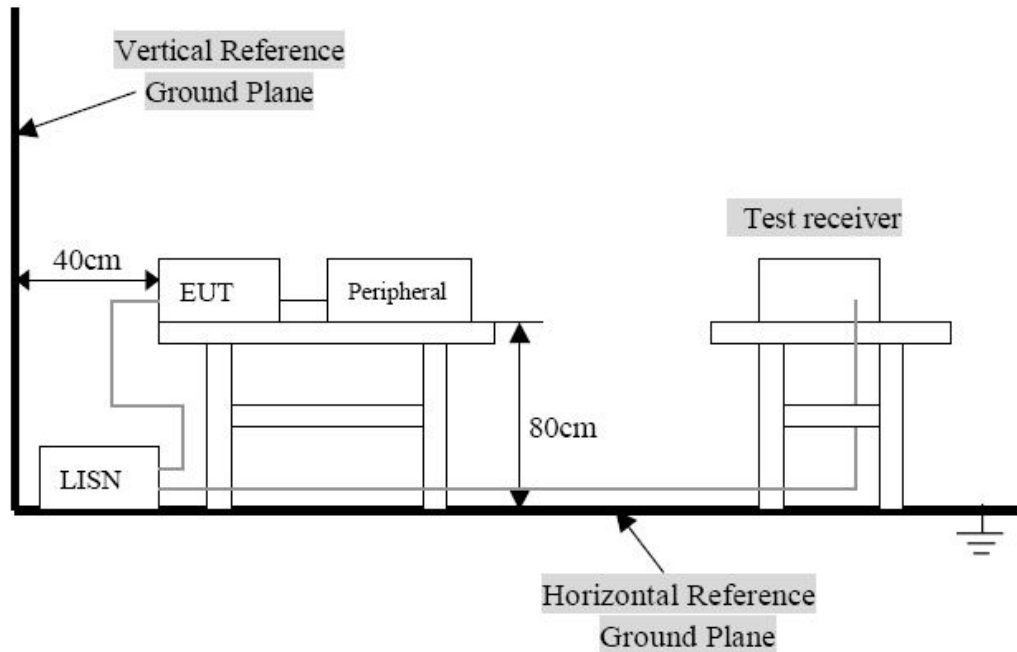 Vertical Reference
Ground Plane
Test receiver
40cm
EUT
Peripheral
80cm
LISN
Horizontal Reference
Ground Plane